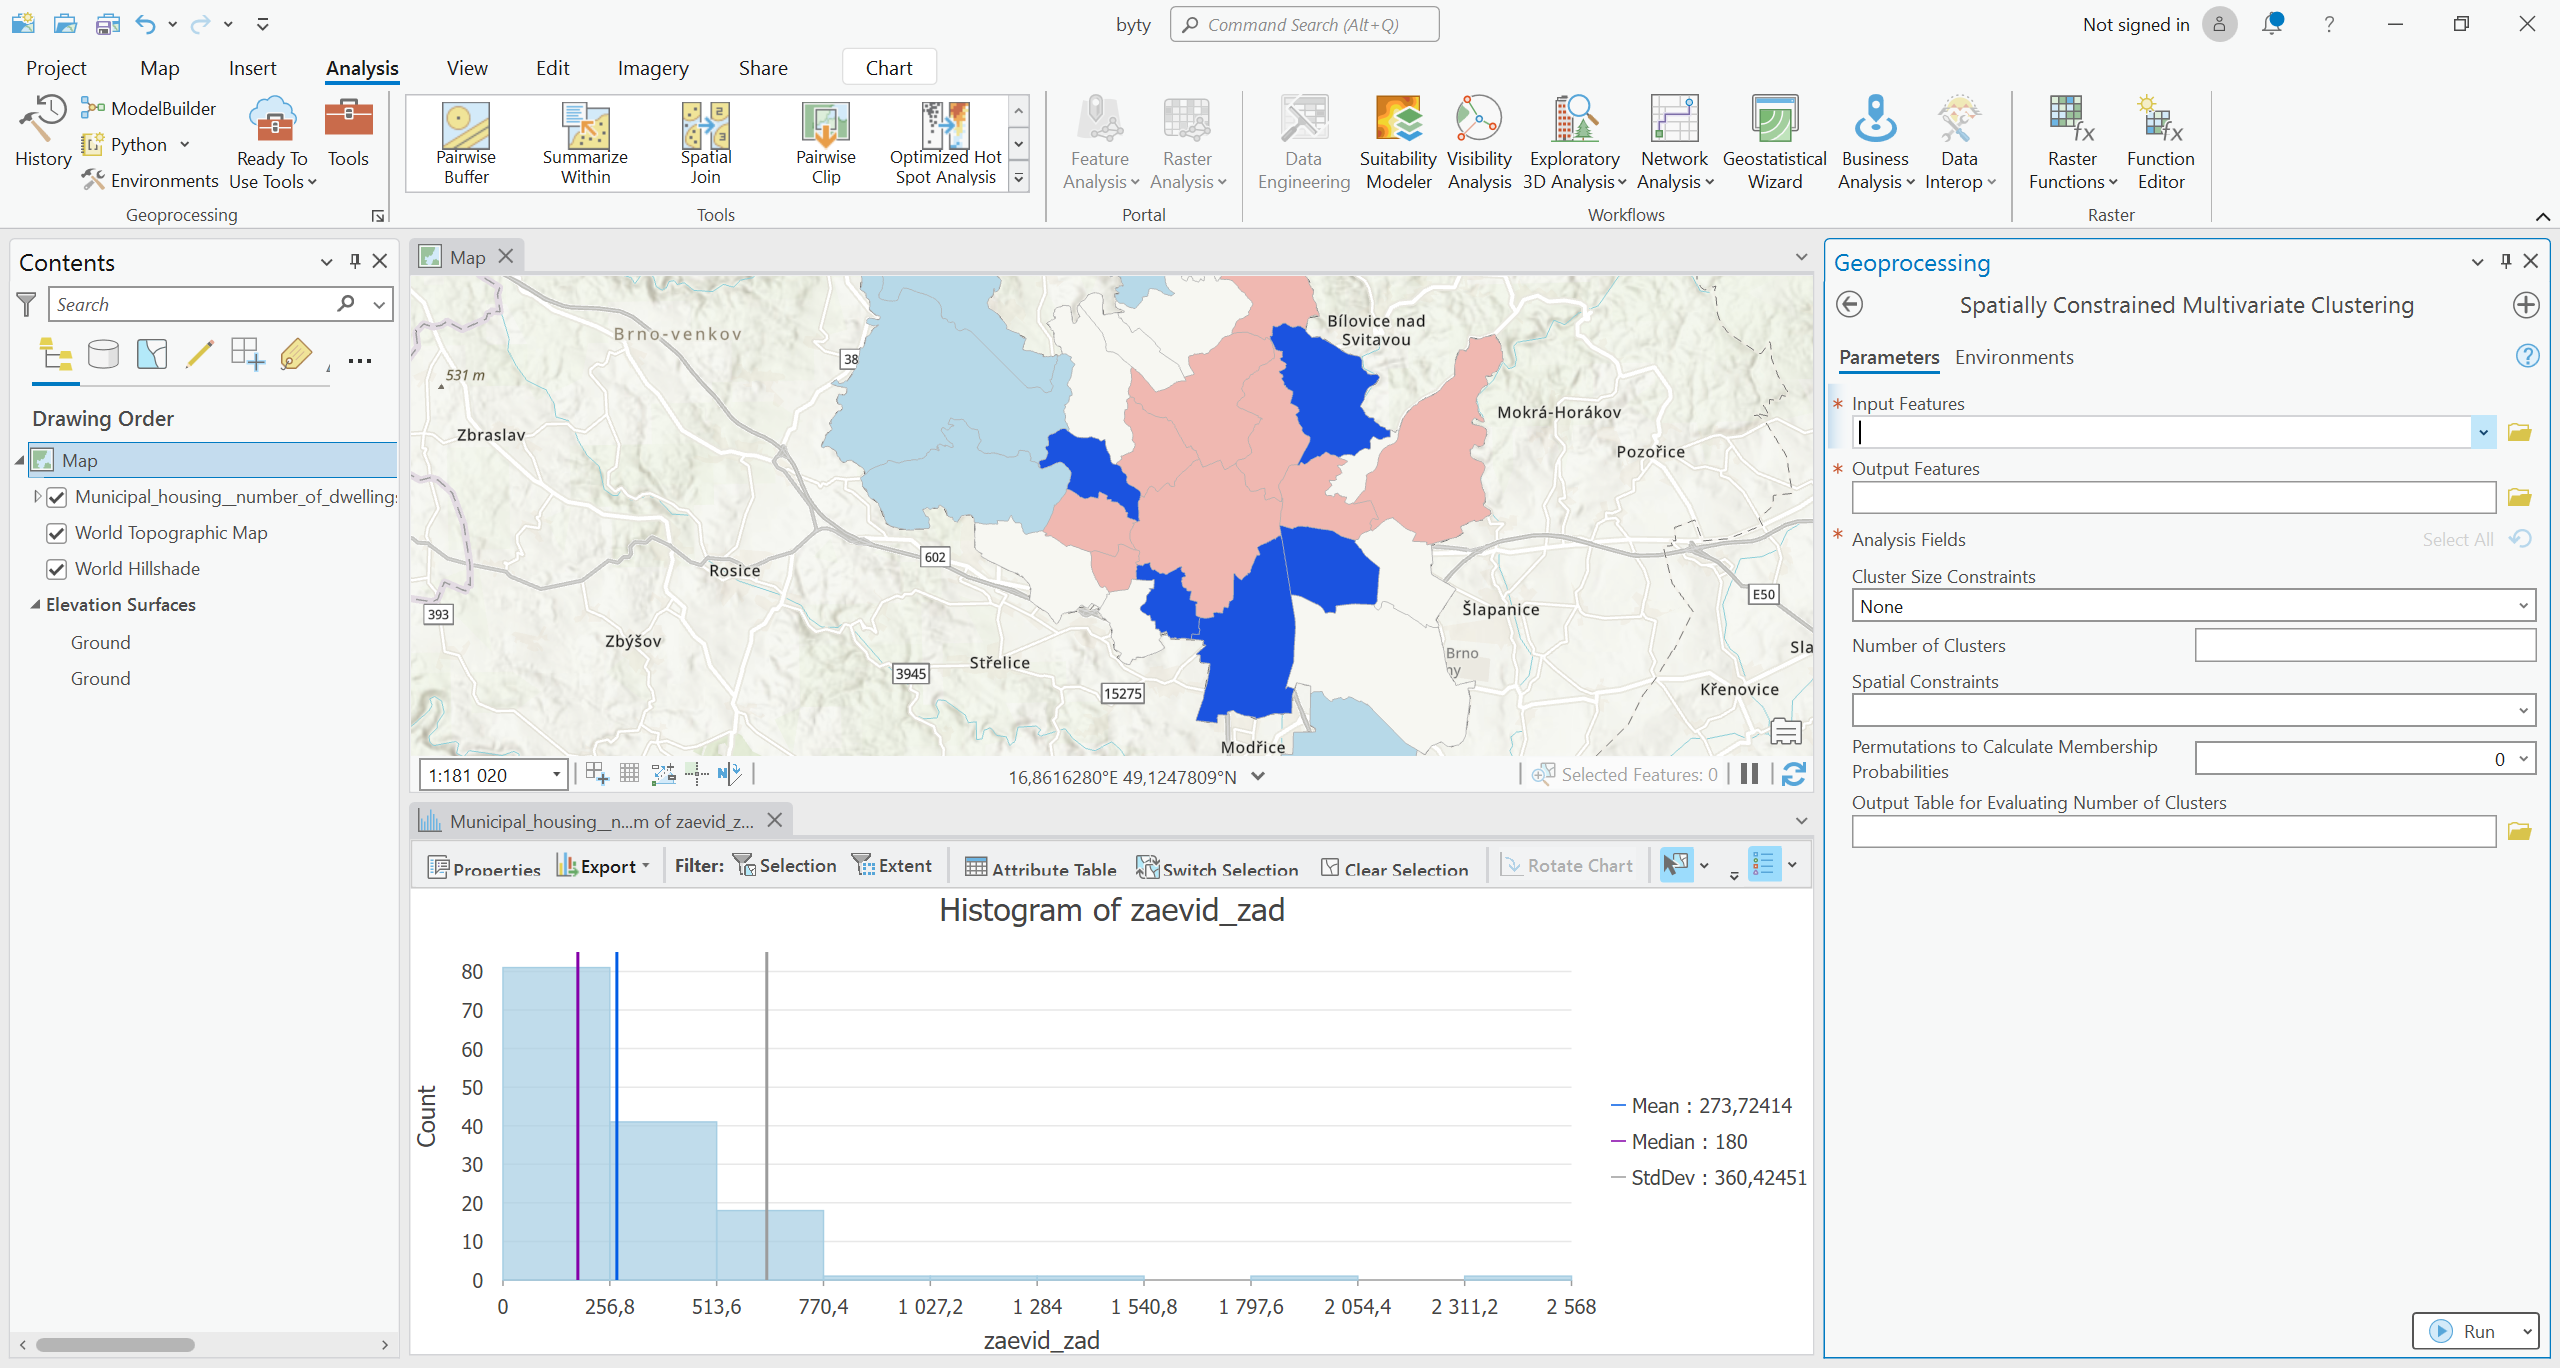 byty
Command Search (Alt+Q)
Not signed in
Project
Map
Insert
Analysis
View
Edit
Imagery
Share
Chart
History
ModelBuilder
Python
Environments
Ready To
Use Tools
Tools
Geoprocessing
Pairwise
Buffer
Summarize
Within
Spatial
Join
Pairwise
Clip
Optimized Hot
Spot Analysis
Tools
Feature
Analysis
Raster
Analysis
Portal
Data
Engineering
Suitability
Modeler
Visibility
Analysis
Exploratory
3D Analysis
Network
Analysis
Geostatistical
Wizard
Business
Analysis
Data
Interop
Workflows
Raster
Functions
Function
Editor
Raster
Contents
Search
Drawing Order
Map
Municipal_housing__number_of_dwellings
World Topographic Map
World Hillshade
Elevation Surfaces
Ground
Ground
Map
Brno-venkov
Bílovice nad
Svitavou
38
531 m
Mokrá-Horákov
Zbraslav
Pozořice
602
Rosice
E50
393
Šlapanice
Zbýšov
Brno
Sla
Střelice
3945
15275
Křenovice
Modřice
1:181 020
16,8616280°E 49,1247809°N
Selected Features: 0
Municipal_housing__n...m of zaevid_z...
Properties
Export
Filter:
Selection
Extent
Attribute Table
Switch Selection
Clear Selection
Rotate Chart
Histogram of zaevid_zad
80
70
60
50
40
30
20
10
0
Count
0
256,8
513,6
770,4
1 027,2
1 284
1 540,8
1 797,6
2 054,4
2 311,2
2 568
zaevid_zad
Mean : 273,72414
Median : 180
StdDev : 360,42451
Geoprocessing
Spatially Constrained Multivariate Clustering
Parameters
Environments
* Input Features
* Output Features
* Analysis Fields
Select All
Cluster Size Constraints
None
Number of Clusters
Spatial Constraints
Permutations to Calculate Membership
Probabilities
0
Output Table for Evaluating Number of Clusters
Run